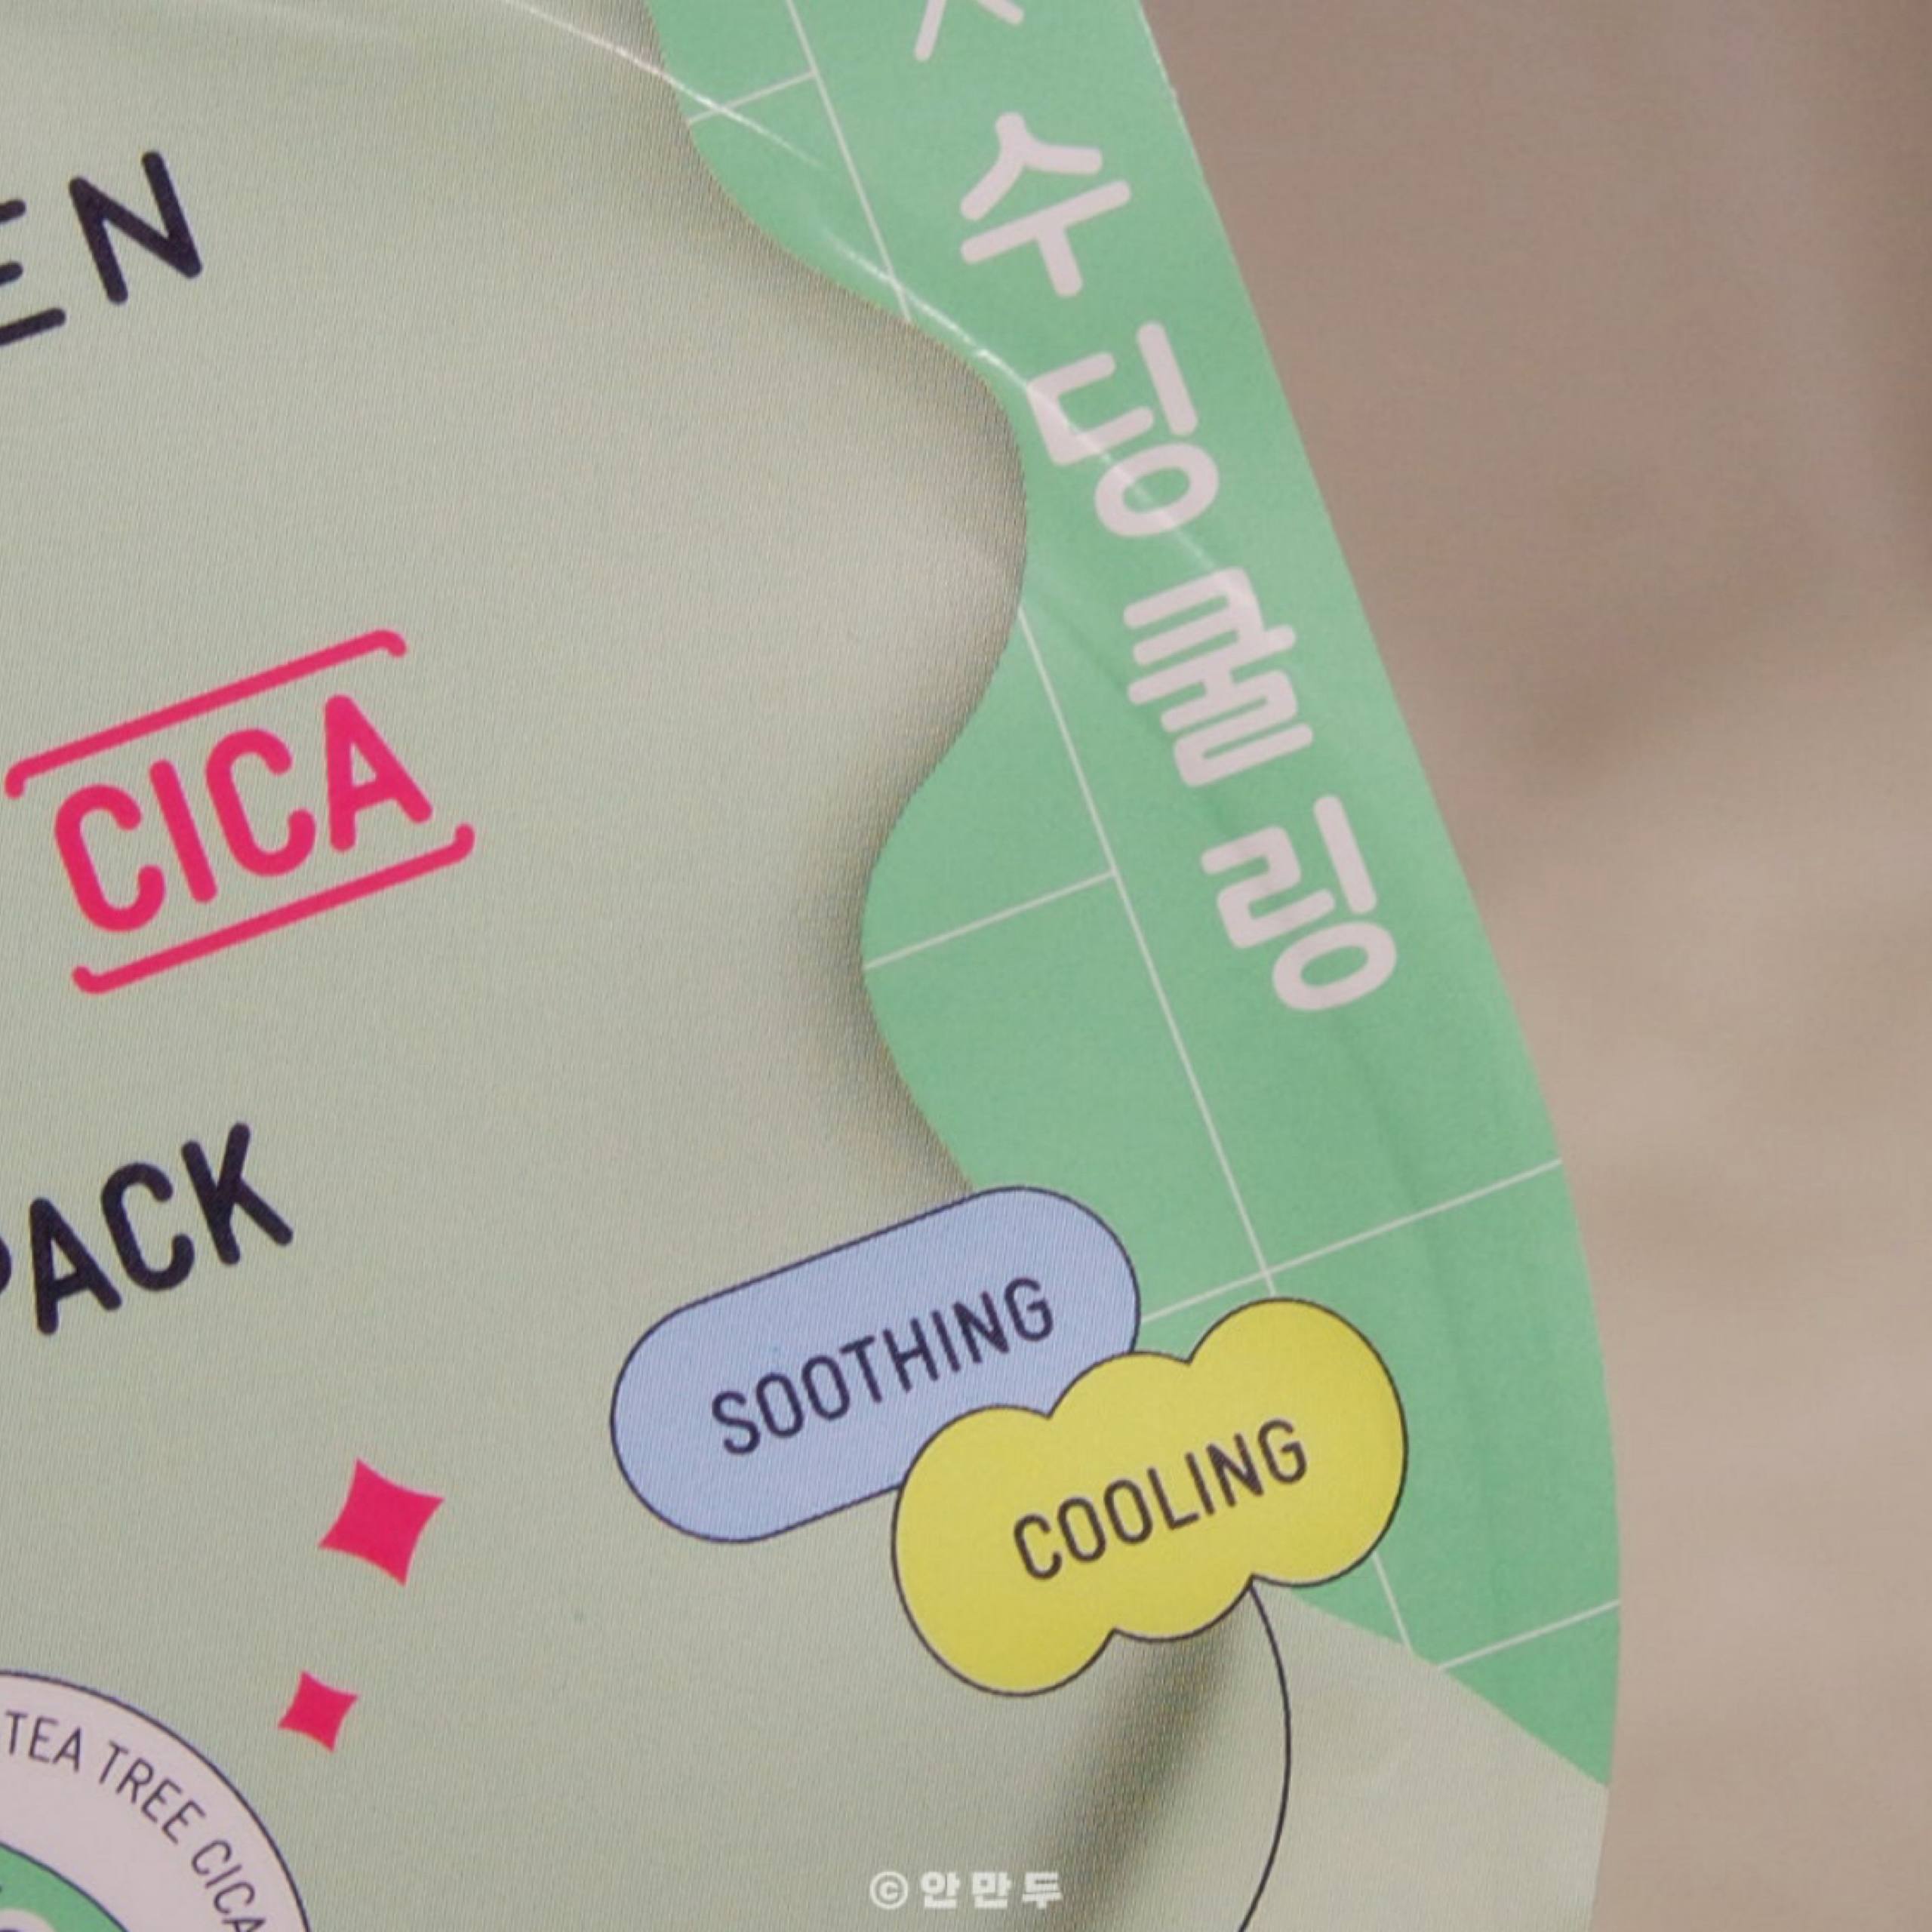 EN
CICA
PACK
수딩쿨링
SOOTHING
COOLING
TEA TREE CICA
©안만두